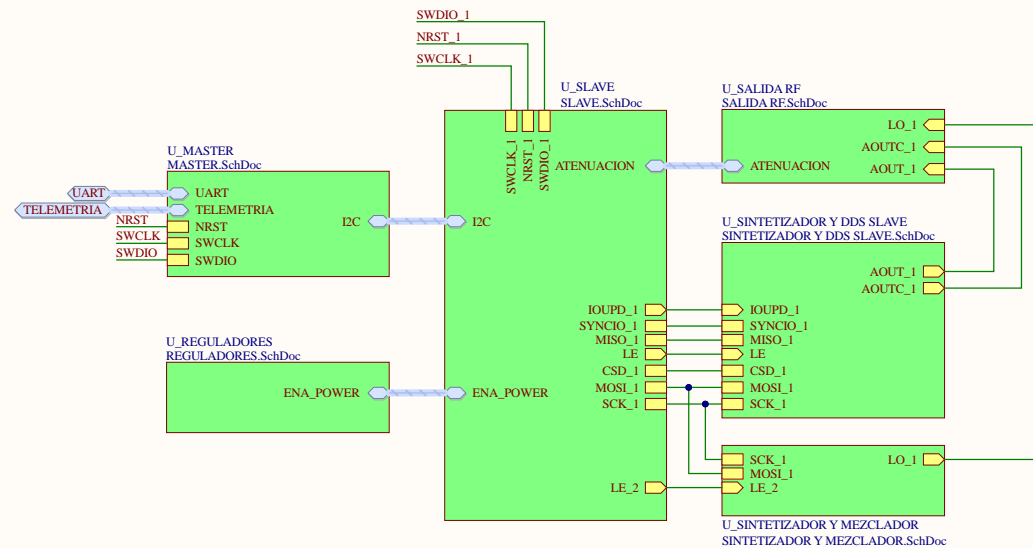 SWDIO_1
NRST_1
SWCLK_1
U_SLAVE
SLAVE.SchDoc
SWCLK_1
NRST_1
SWDIO_1
ATENUACION
I2C
ENA_POWER
IOUPD_1
SYNCIO_1
MISO_1
LE
CSD_1
MOSI_1
SCK_1
LE_2
U_MASTER
MASTER.SchDoc
UART
UART
TELEMETRIA
TELEMETRIA
NRST
NRST
SWCLK
SWCLK
SWDIO
SWDIO
I2C
U_REGULADORES
REGULADORES.SchDoc
ENA_POWER
U_SALIDA RF
SALIDA RF.SchDoc
LO_1
AOUTC_1
ATENUACION
AOUT_1
U_SINTETIZADOR Y DDS SLAVE
SINTETIZADOR Y DDS SLAVE.SchDoc
AOUT_1
AOUTC_1
IOUPD_1
SYNCIO_1
MISO_1
LE
CSD_1
MOSI_1
SCK_1
SCK_1
LO_1
MOSI_1
LE_2
U_SINTETIZADOR Y MEZCLADOR
SINTETIZADOR Y MEZCLADOR.SchDoc